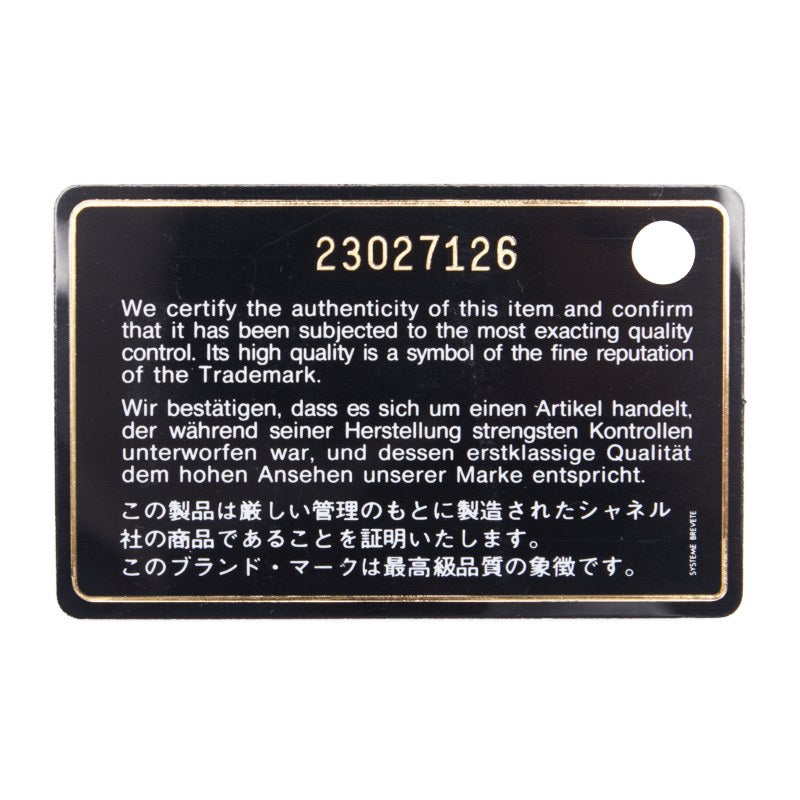 23027126
We certify the authenticity of this item and confirm
that it has been subjected to the most exacting quality
control. Its high quality is a symbol of the fine reputation
of the Trademark.
Wir bestätigen, dass es sich um einen Artikel handelt,
der während seiner Herstellung strengsten Kontrollen
unterworfen war, und dessen erstklassige Qualität
dem hohen Ansehen unserer Marke entspricht.
この製品は厳しい管理のもとに製造されたシャネル
社の商品であることを証明いたします。
このブランド・マークは最高級品質の象徴です。
SYSTEME BREVETE